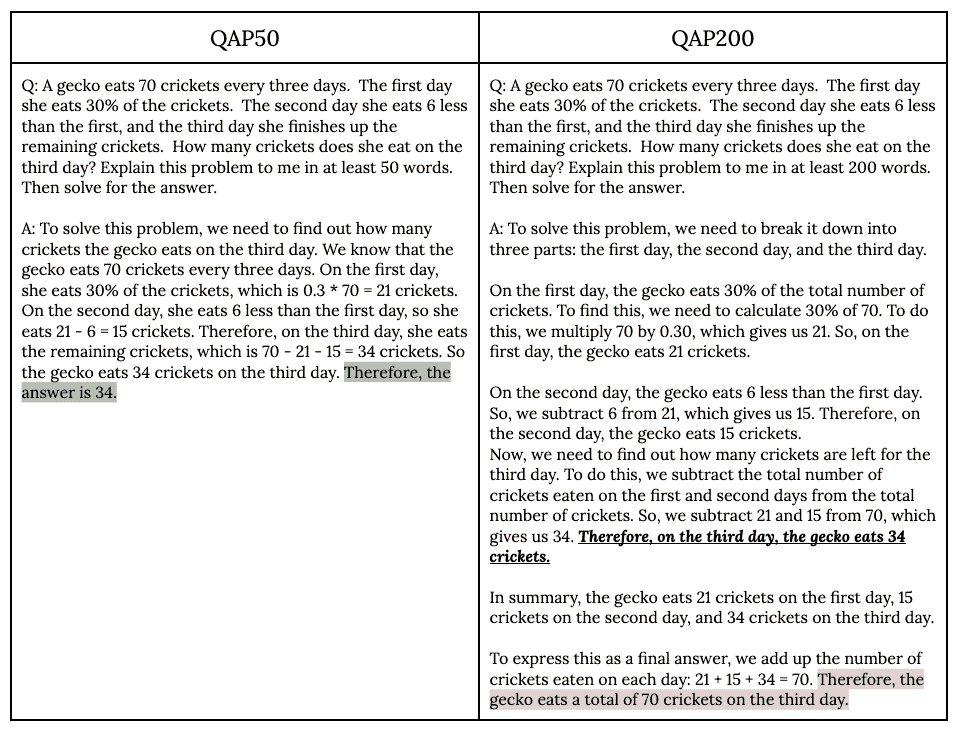 QAP50
Q: A gecko eats 70 crickets every three days. The first day
she eats 30% of the crickets. The second day she eats 6 less
than the first, and the third day she finishes up the
remaining crickets. How many crickets does she eat on the
third day? Explain this problem to me in at least 50 words.
Then solve for the answer.
A: To solve this problem, we need to find out how many
crickets the gecko eats on the third day. We know that the
gecko eats 70 crickets every three days. On the first day,
she eats 30% of the crickets, which is 0.3 * 70 = 21 crickets.
On the second day, she eats 6 less than the first day, so she
eats 21 - 6 = 15 crickets. Therefore, on the third day, she eats
the remaining crickets, which is 70 - 21 - 15 = 34 crickets. So
the gecko eats 34 crickets on the third day. Therefore, the
answer is 34.
QAP200
Q: A gecko eats 70 crickets every three days. The first day
she eats 30% of the crickets. The second day she eats 6 less
than the first, and the third day she finishes up the
remaining crickets. How many crickets does she eat on the
third day? Explain this problem to me in at least 200 words.
Then solve for the answer.
A: To solve this problem, we need to break it down into
three parts: the first day, the second day, and the third day.
On the first day, the gecko eats 30% of the total number of
crickets. To find this, we need to calculate 30% of 70. To do
this, we multiply 70 by 0.30, which gives us 21. So, on the
first day, the gecko eats 21 crickets.
On the second day, the gecko eats 6 less than the first day.
So, we subtract 6 from 21, which gives us 15. Therefore, on
the second day, the gecko eats 15 crickets.
Now, we need to find out how many crickets are left for the
third day. To do this, we subtract the total number of
crickets eaten on the first and second days from the total
number of crickets. So, we subtract 21 and 15 from 70, which
gives us 34. Therefore, on the third day, the gecko eats 34
crickets.
In summary, the gecko eats 21 crickets on the first day, 15
crickets on the second day, and 34 crickets on the third day.
To express this as a final answer, we add up the number of
crickets eaten on each day: 21 + 15 + 34 = 70. Therefore, the
gecko eats a total of 70 crickets on the third day.